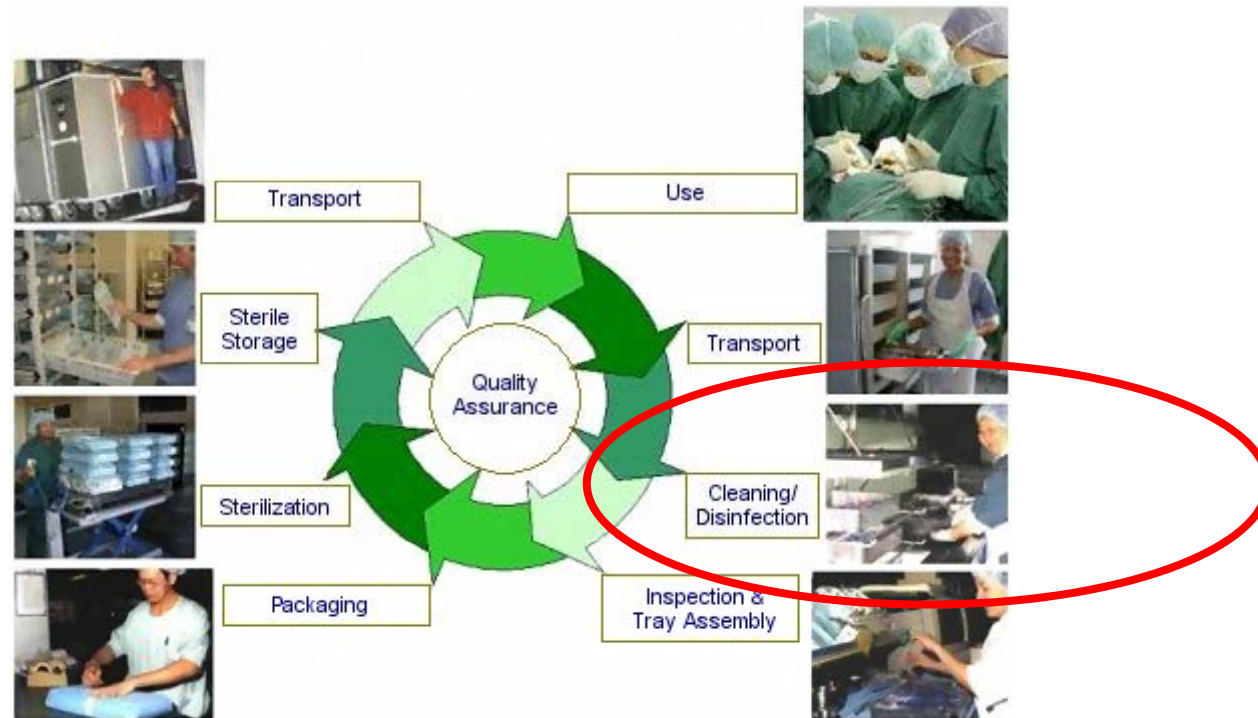 Transport
Use
Sterile
Storage
Transport
Quality
Assurance
Cleaning/
Disinfection
Sterilization
Packaging
Inspection &
Tray Assembly